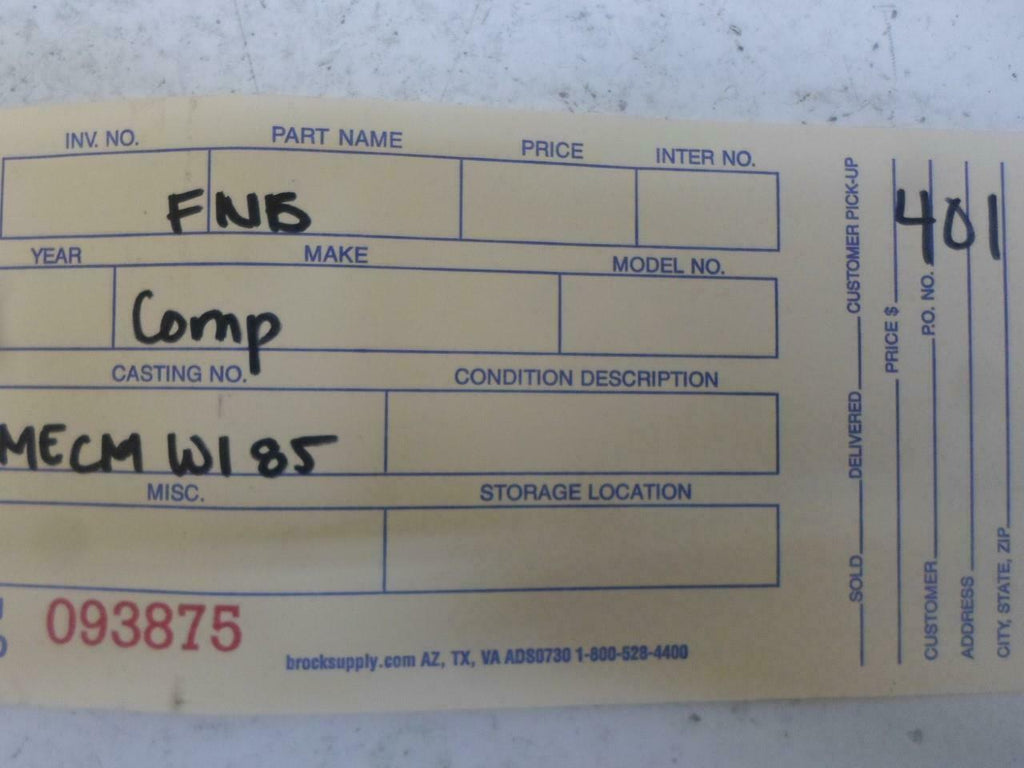 INV. NO. PART NAME PRICE INTER NO.
FNB
YEAR MAKE MODEL NO.
Comp
CASTING NO. CONDITION DESCRIPTION
MECM W185
MISC. STORAGE LOCATION
093875
brocksupply.com AZ, TX, VA ADS0730 1-800-528-4400
SOLD DELIVERED CUSTOMER PICK-UP
PRICE $
CUSTOMER P.O. NO.
ADDRESS
CITY, STATE, ZIP
401